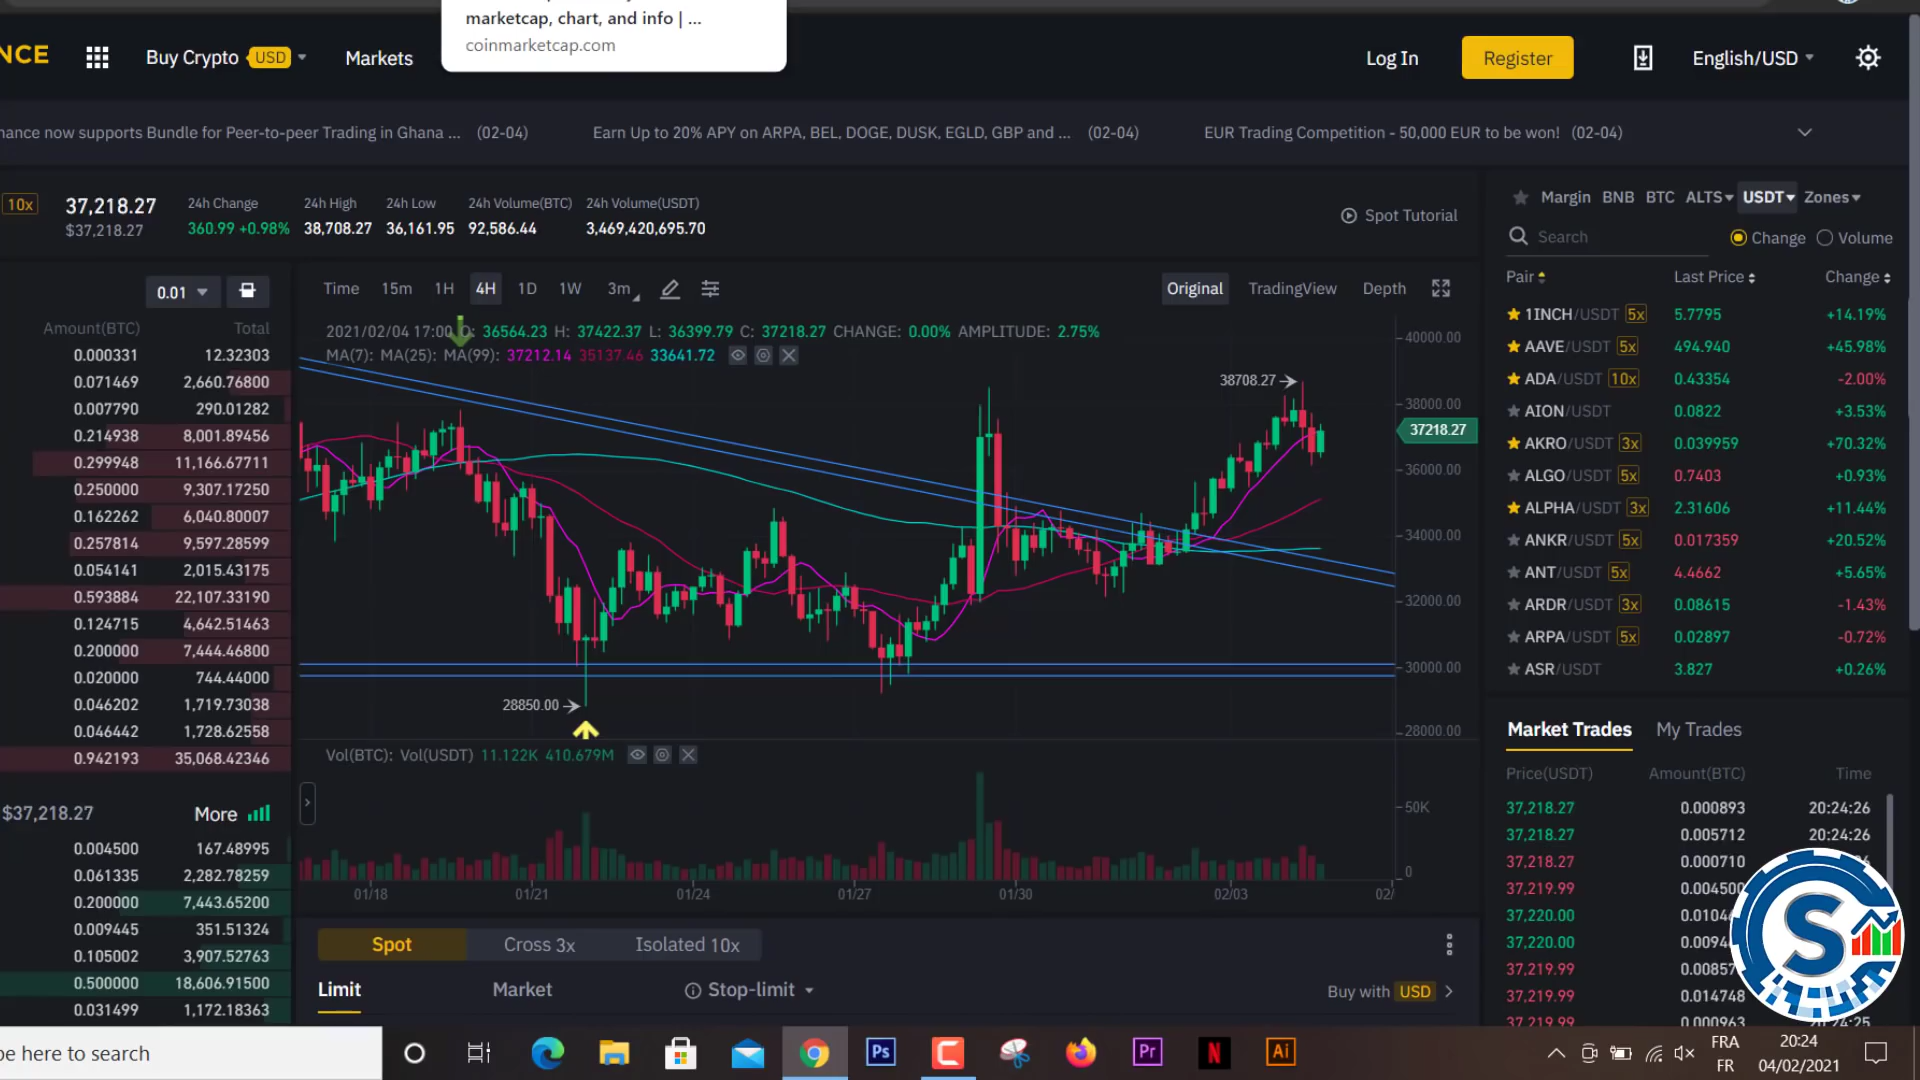 marketcap, chart, and info | ...
coinmarketcap.com
NCE
Buy Crypto USD
Markets
Log In
Register
English/USD
nance now supports Bundle for Peer-to-peer Trading in Ghana ... (02-04)
Earn Up to 20% APY on ARPA, BEL, DOGE, DUSK, EGLD, GBP and ... (02-04)
EUR Trading Competition - 50,000 EUR to be won! (02-04)
10x
37,218.27
$37,218.27
24h Change
360.99 +0.98%
24h High
38,708.27
24h Low
36,161.95
24h Volume(BTC)
92,586.44
24h Volume(USDT)
3,469,420,695.70
Spot Tutorial
0.01
Amount(BTC) Total
0.000331 12.32303
0.071469 2,660.76800
0.007790 290.01282
0.214938 8,001.89456
0.299948 11,166.67711
0.250000 9,307.17250
0.162262 6,040.80007
0.257814 9,597.28599
0.054141 2,015.43175
0.593884 22,107.33190
0.124715 4,642.51463
0.200000 7,444.46800
0.020000 744.44000
0.046202 1,719.73038
0.046442 1,728.62558
0.942193 35,068.42346
$37,218.27 More
0.004500 167.48995
0.061335 2,282.78259
0.200000 7,443.65200
0.009445 351.51324
0.105002 3,907.52763
0.500000 18,606.91500
0.031499 1,172.18363
Time 15m 1H 4H 1D 1W 3m
Original TradingView Depth
2021/02/04 17:00 O: 36564.23 H: 37422.37 L: 36399.79 C: 37218.27 CHANGE: 0.00% AMPLITUDE: 2.75%
MA(7): MA(25): MA(99): 37212.14 35137.46 33641.72
38708.27
28850.00
40000.00
38000.00
37218.27
36000.00
34000.00
32000.00
30000.00
28000.00
Vol(BTC): Vol(USDT) 11.122K 410.679M
50K
0
01/18 01/21 01/24 01/27 01/30 02/03 02/
Spot Cross 3x Isolated 10x
Limit Market Stop-limit
Buy with USD
Margin BNB BTC ALTS USDT Zones
Search
Change Volume
Pair Last Price Change
1INCH/USDT 5x 5.7795 +14.19%
AAVE/USDT 5x 494.940 +45.98%
ADA/USDT 10x 0.43354 -2.00%
AION/USDT 0.0822 +3.53%
AKRO/USDT 3x 0.039959 +70.32%
ALGO/USDT 5x 0.7403 +0.93%
ALPHA/USDT 3x 2.31606 +11.44%
ANKR/USDT 5x 0.017359 +20.52%
ANT/USDT 5x 4.4662 +5.65%
ARDR/USDT 3x 0.08615 -1.43%
ARPA/USDT 5x 0.02897 -0.72%
ASR/USDT 3.827 +0.26%
Market Trades My Trades
Price(USDT) Amount(BTC) Time
37,218.27 0.000893 20:24:26
37,218.27 0.005712 20:24:26
37,218.27 0.000710
37,219.99 0.004500
37,220.00 0.0104
37,220.00 0.009
37,219.99 0.00857
37,219.99 0.014748
37,219.99 0.000963 20:24:25
pe here to search
Ps
Pr
N
Ai
FRA
FR
20:24
04/02/2021